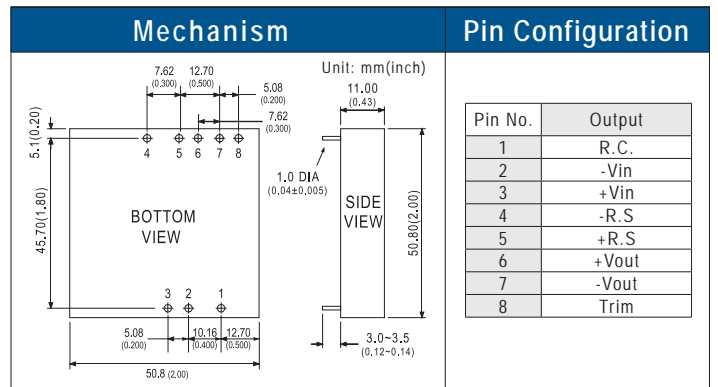 Mechanism
Pin Configuration
Unit: mm(inch)
7.62
(0.300)
12.70
(0.500)
5.08
(0.200)
7.62
(0.300)
11.00
(0.43)
5.1(0.20)
4 5 6 7 8
1.0 DIA
(0.04±0.005)
45.70(1.80)
BOTTOM
VIEW
SIDE
VIEW
50.80(2.00)
3 2 1
5.08
(0.200)
10.16
(0.400)
12.70
(0.500)
3.0~3.5
(0.12~0.14)
50.8 (2.00)
Pin No. Output
1 R.C.
2 -Vin
3 +Vin
4 -R.S
5 +R.S
6 +Vout
7 -Vout
8 Trim